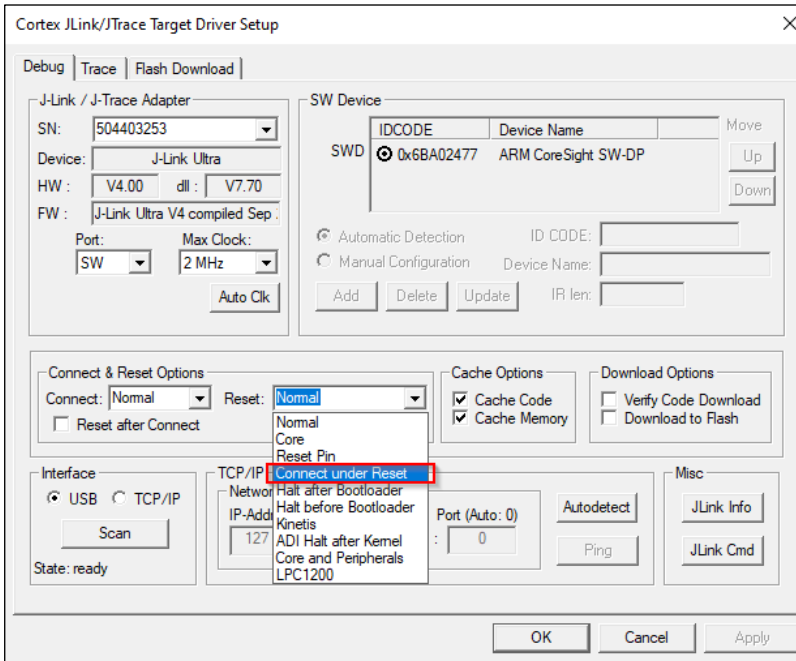 Cortex JLink/JTrace Target Driver Setup
Debug Trace Flash Download
J-Link / J-Trace Adapter
SN: 504403253
Device: J-Link Ultra
HW : V4.00 dll : V7.70
FW : J-Link Ultra V4 compiled Sep
Port: Max Clock:
SW 2 MHz
Auto Clk
SW Device
IDCODE Device Name Move
SWD 0x6BA02477 ARM CoreSight SW-DP Up
Down
Automatic Detection ID CODE:
Manual Configuration Device Name:
Add Delete Update IR len:
Connect & Reset Options
Connect: Normal Reset: Normal
Reset after Connect
Normal
Core
Reset Pin
Connect under Reset
Halt after Bootloader
Halt before Bootloader
Kinetis
ADI Halt after Kernel
Core and Peripherals
LPC1200
Cache Options
Cache Code
Cache Memory
Download Options
Verify Code Download
Download to Flash
Interface
USB TCP/IP
Scan
State: ready
TCP/IP
IP-Addr
Port (Auto: 0)
127 : 0
Autodetect
Ping
Misc
JLink Info
JLink Cmd
OK Cancel Apply